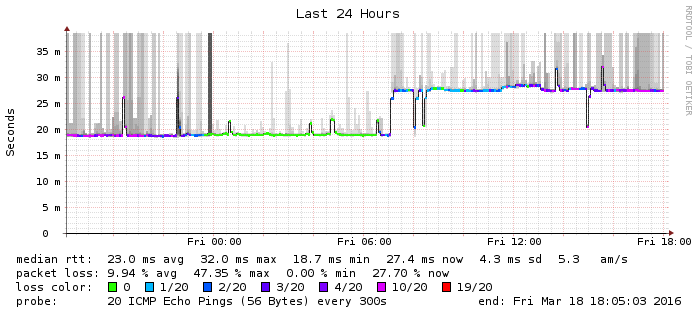 Last 24 Hours
RRDTOOL / TOBI OETIKER
Seconds
35 m
30 m
25 m
20 m
15 m
10 m
5 m
0
Fri 00:00 Fri 06:00 Fri 12:00 Fri 18:00
median rtt: 23.0 ms avg 32.0 ms max 18.7 ms min 27.4 ms now 4.3 ms sd 5.3 am/s
packet loss: 9.94 % avg 47.35 % max 0.00 % min 27.70 % now
loss color: 0 1/20 2/20 3/20 4/20 10/20 19/20
probe: 20 ICMP Echo Pings (56 Bytes) every 300s end: Fri Mar 18 18:05:03 2016